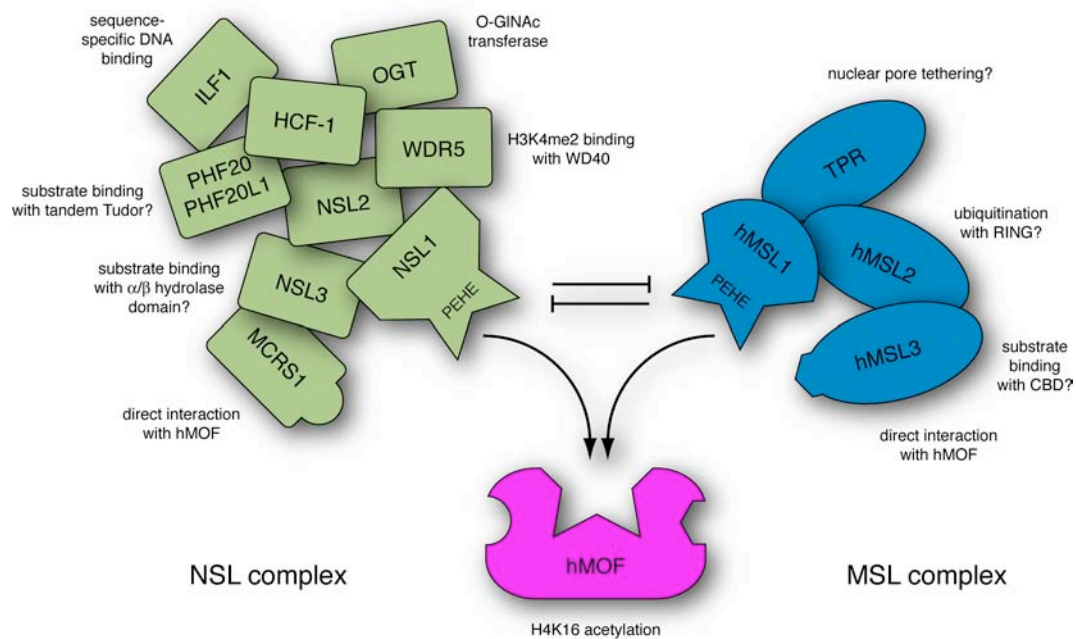 sequence-
specific DNA
binding
O-GlNAc
transferase
ILF1
OGT
HCF-1
WDR5
H3K4me2 binding
with WD40
PHF20
PHF20L1
substrate binding
with tandem Tudor?
NSL2
NSL1
PEHE
substrate binding
with α/β hydrolase
domain?
NSL3
MCRS1
direct interaction
with hMOF
nuclear pore tethering?
TPR
hMSL1
PEHE
hMSL2
ubiquitination
with RING?
hMSL3
substrate
binding
with CBD?
direct interaction
with hMOF
hMOF
NSL complex
MSL complex
H4K16 acetylation